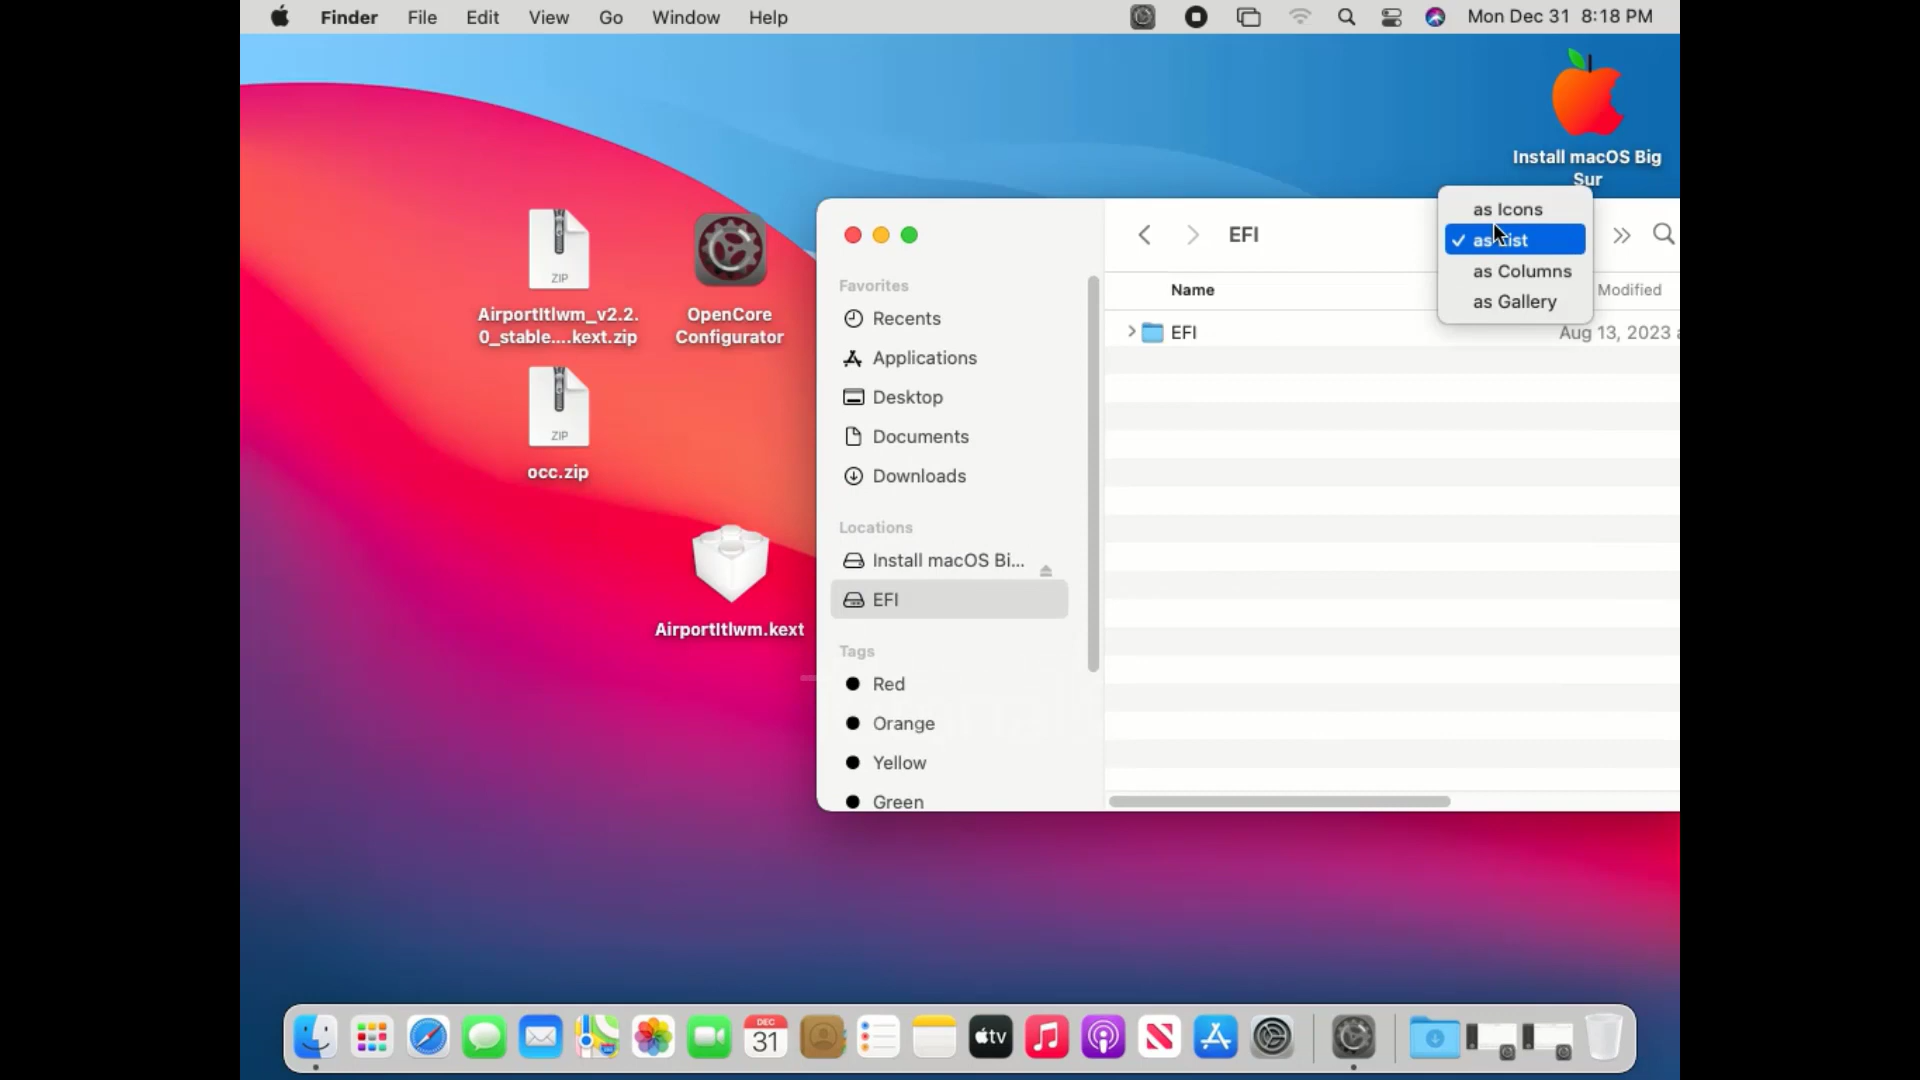 Finder File Edit View Go Window Help
Mon Dec 31 8:18 PM
Install macOS Big
Sur
ZIP
AirportItlwm_v2.2.
0_stable....kext.zip
OpenCore
Configurator
ZIP
occ.zip
AirportItlwm.kext
EFI
as Icons
as List
as Columns
as Gallery
Favorites
Recents
Applications
Desktop
Documents
Downloads
Locations
Install macOS Bi...
EFI
Tags
Red
Orange
Yellow
Green
Name
Modified
EFI
Aug 13, 2023
DEC
31
tv